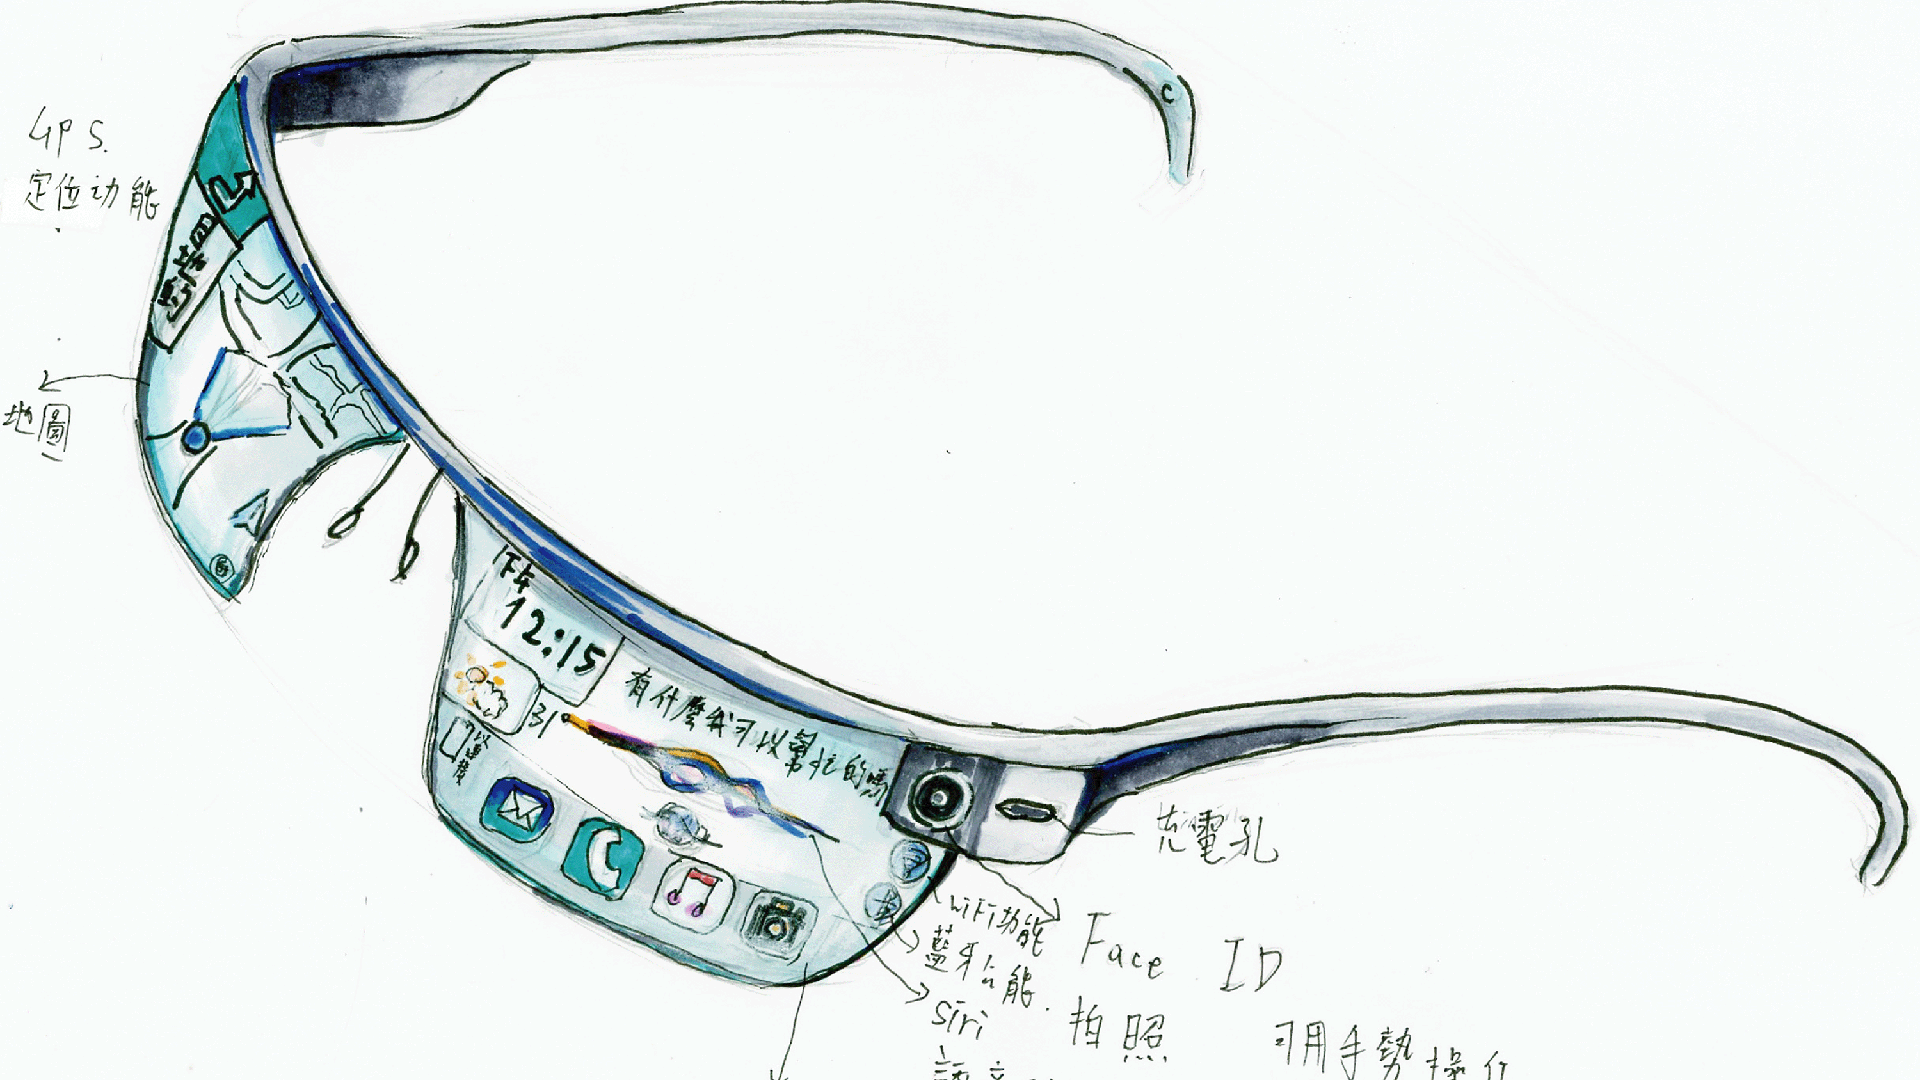 GPS.
定位功能
地圖
下午
12:15
31
有什麼我可以幫忙的嗎
充電孔
WiFi功能
藍牙功能.
Siri
Face ID
拍照
可用手勢操作